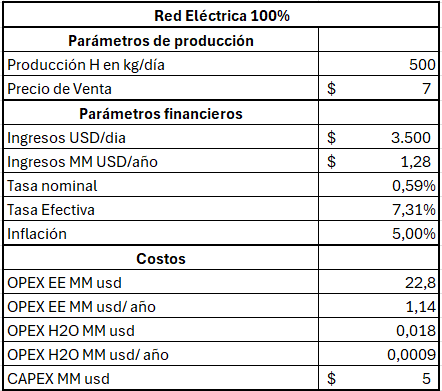 Red Eléctrica 100%
Parámetros de producción
Producción H en kg/día 500
Precio de Venta $ 7
Parámetros financieros
Ingresos USD/dia $ 3.500
Ingresos MM USD/año $ 1,28
Tasa nominal 0,59%
Tasa Efectiva 7,31%
Inflación 5,00%
Costos
OPEX EE MM usd 22,8
OPEX EE MM usd/ año 1,14
OPEX H2O MM usd 0,018
OPEX H2O MM usd/ año 0,0009
CAPEX MM usd $ 5